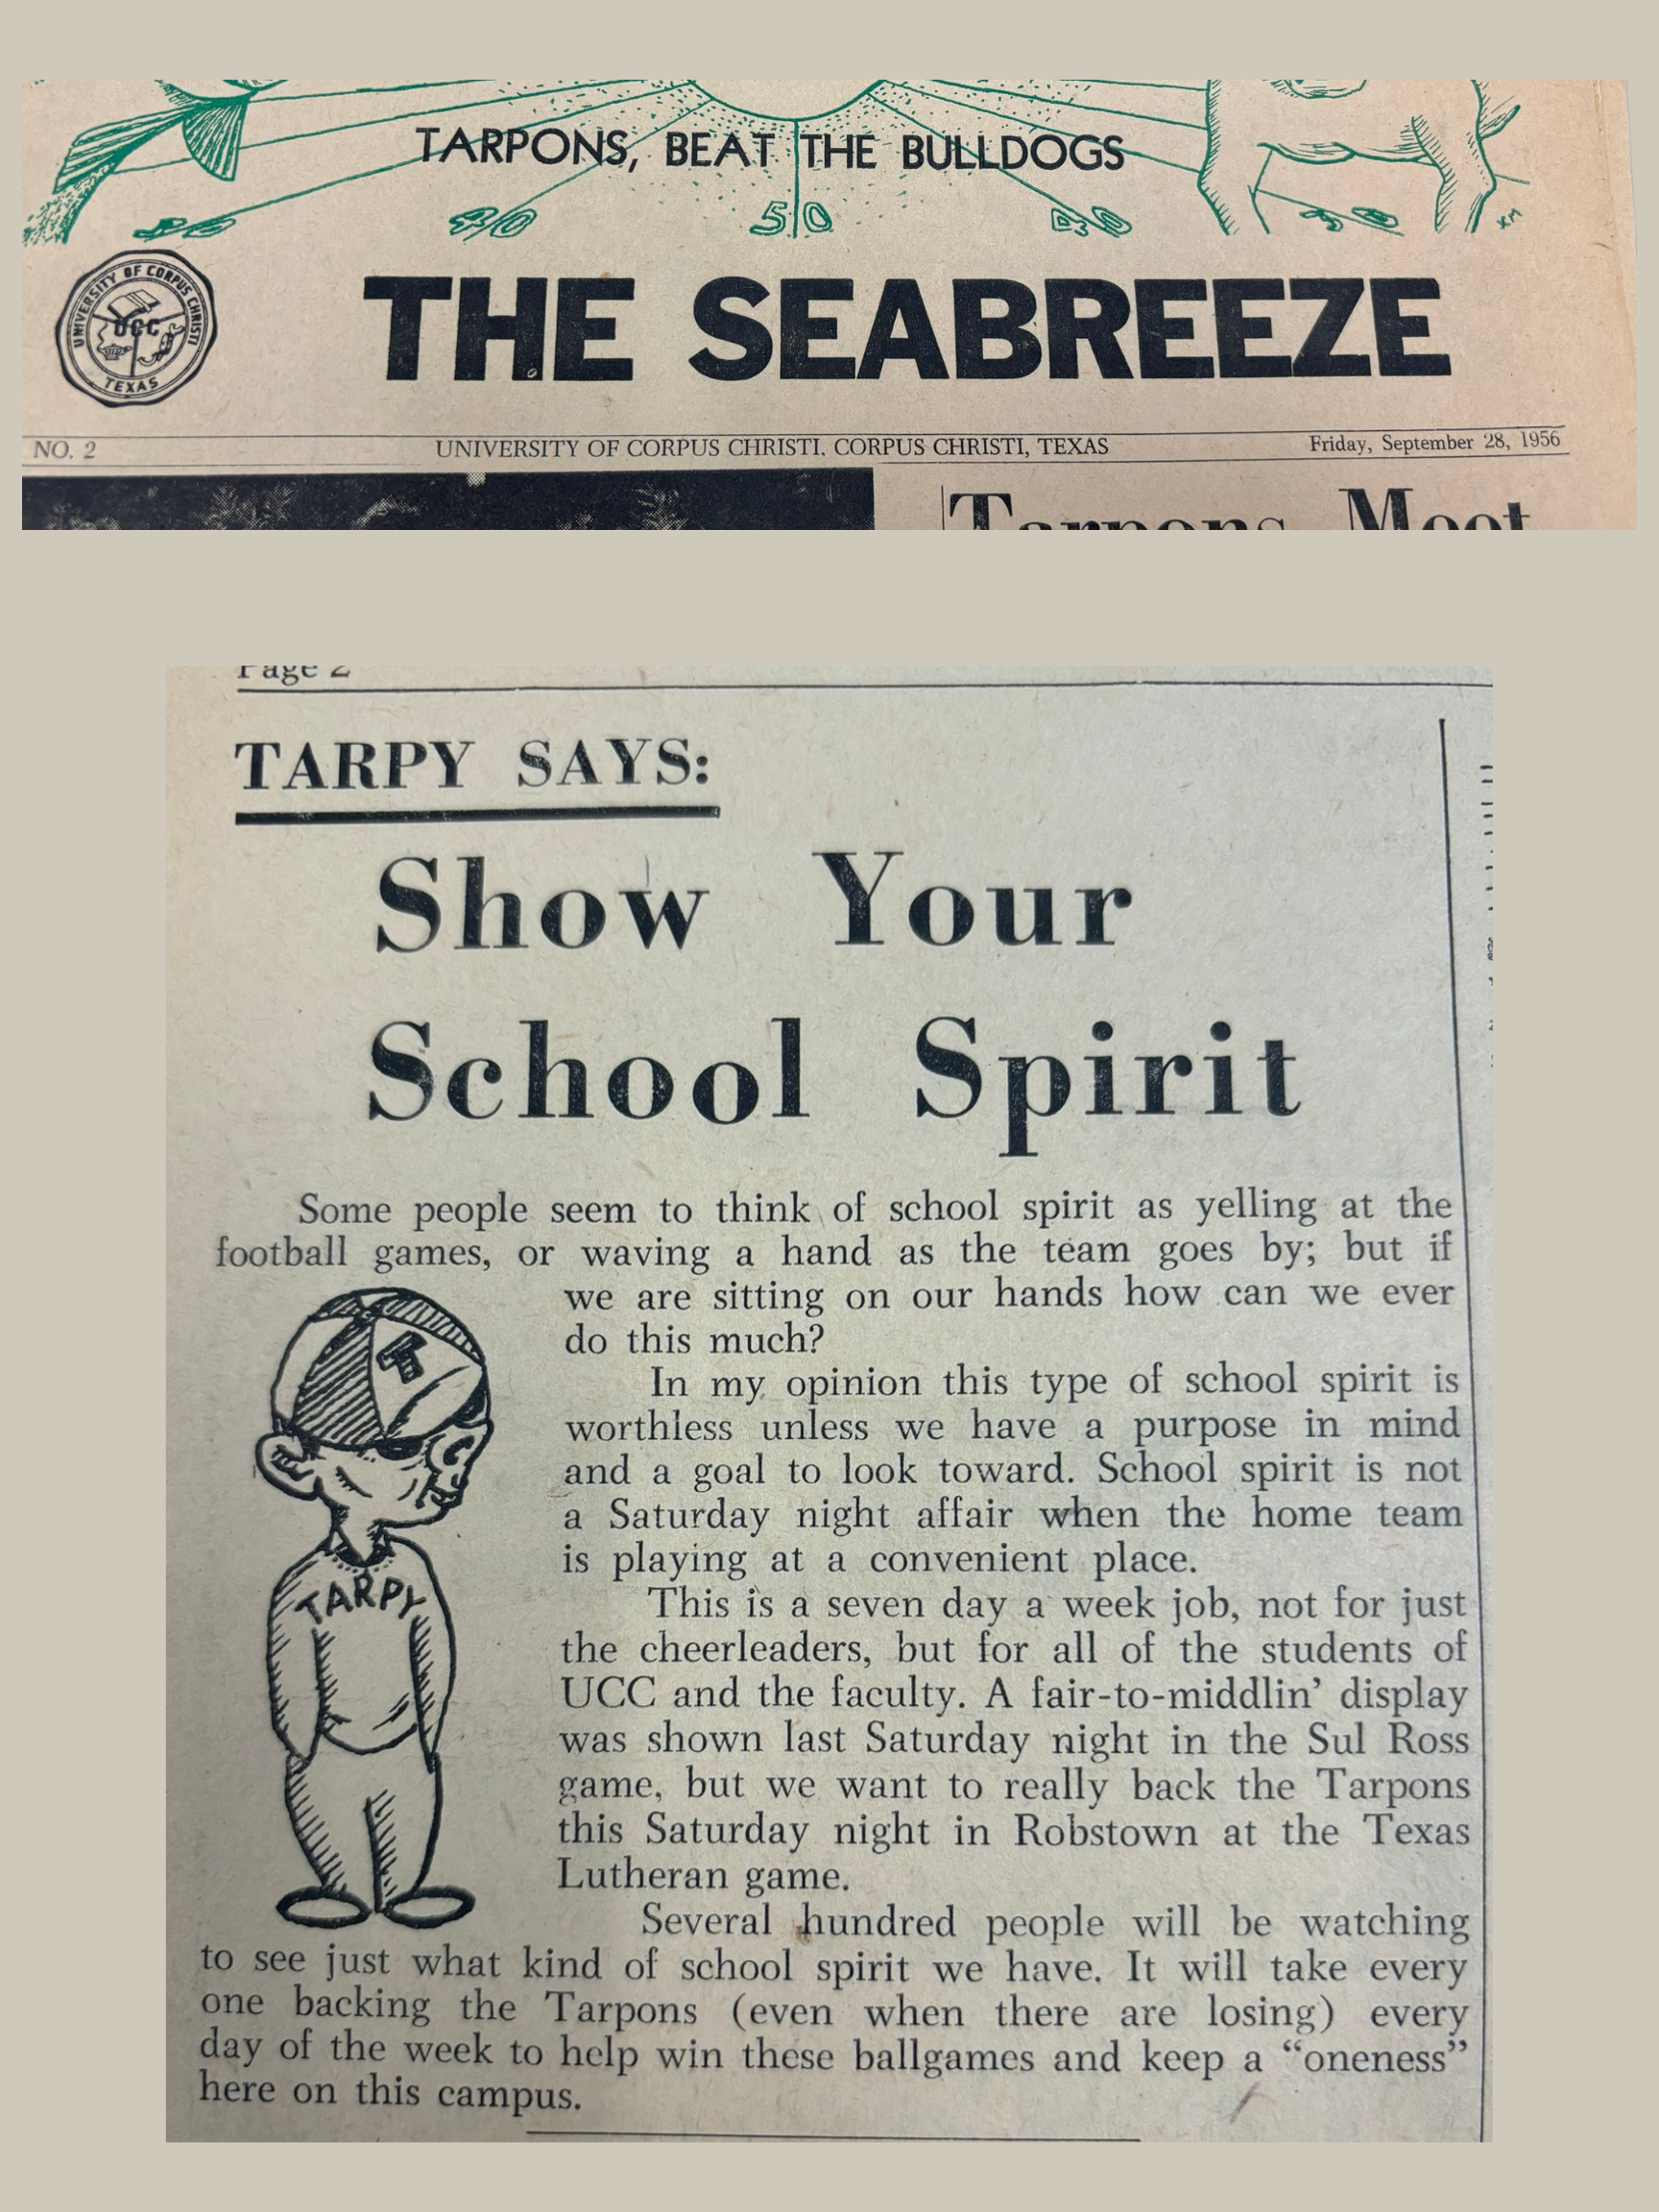 TARPONS, BEAT THE BULLDOGS
40 50 40 30
UNIVERSITY OF CORPUS CHRISTI
UCC
TEXAS
THE SEABREEZE
NO. 2 UNIVERSITY OF CORPUS CHRISTI, CORPUS CHRISTI, TEXAS Friday, September 28, 1956
Tarpons Meet
Page 2
TARPY SAYS:
Show Your
School Spirit
Some people seem to think of school spirit as yelling at the
football games, or waving a hand as the team goes by; but if
we are sitting on our hands how can we ever
do this much?
In my opinion this type of school spirit is
worthless unless we have a purpose in mind
and a goal to look toward. School spirit is not
a Saturday night affair when the home team
is playing at a convenient place.
This is a seven day a week job, not for just
the cheerleaders, but for all of the students of
UCC and the faculty. A fair-to-middlin' display
was shown last Saturday night in the Sul Ross
game, but we want to really back the Tarpons
this Saturday night in Robstown at the Texas
Lutheran game.
Several hundred people will be watching
to see just what kind of school spirit we have. It will take every
one backing the Tarpons (even when there are losing) every
day of the week to help win these ballgames and keep a “oneness”
here on this campus.
T
TARPY